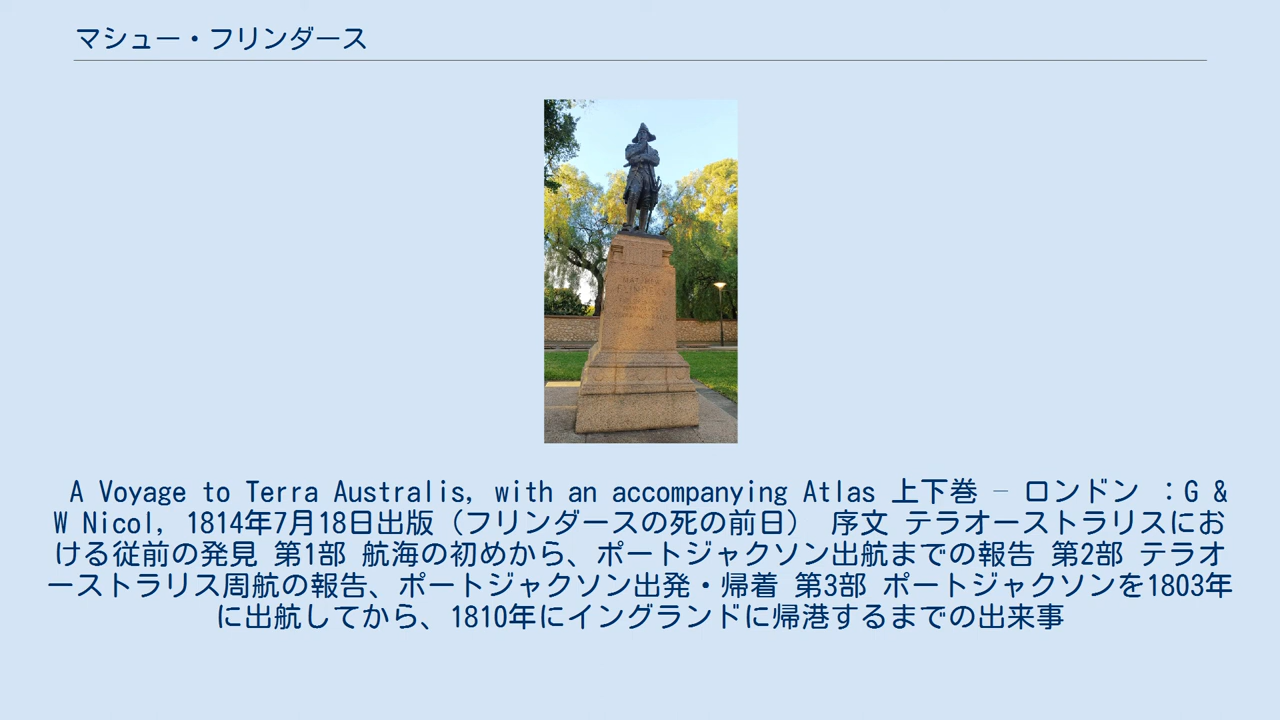 マシュー・フリンダース
MATTHEW
FLINDERS
A Voyage to Terra Australis, with an accompanying Atlas 上下巻 – ロンドン ：G &
W Nicol, 1814年7月18日出版（フリンダースの死の前日） 序文 テラオーストラリスにお
ける従前の発見 第1部 航海の初めから、ポートジャクソン出航までの報告 第2部 テラオ
ーストラリス周航の報告、ポートジャクソン出発・帰着 第3部 ポートジャクソンを1803年
に出航してから、1810年にイングランドに帰港するまでの出来事